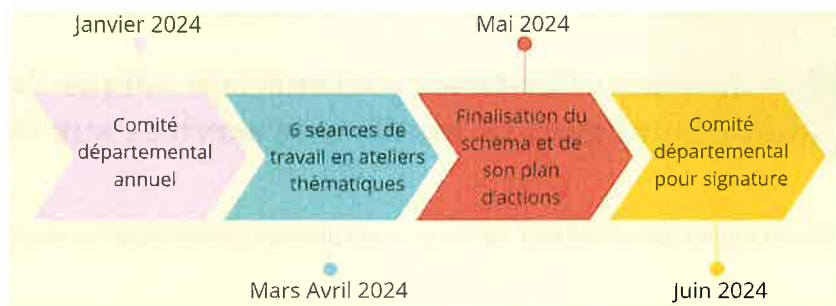 Janvier 2024
Mai 2024
Comité
départemental
annuel
6 séances de
travail en ateliers
thématiques
Finalisation du
schéma et de
son plan
d'actions
Comité
départemental
pour signature
Mars Avril 2024
Juin 2024